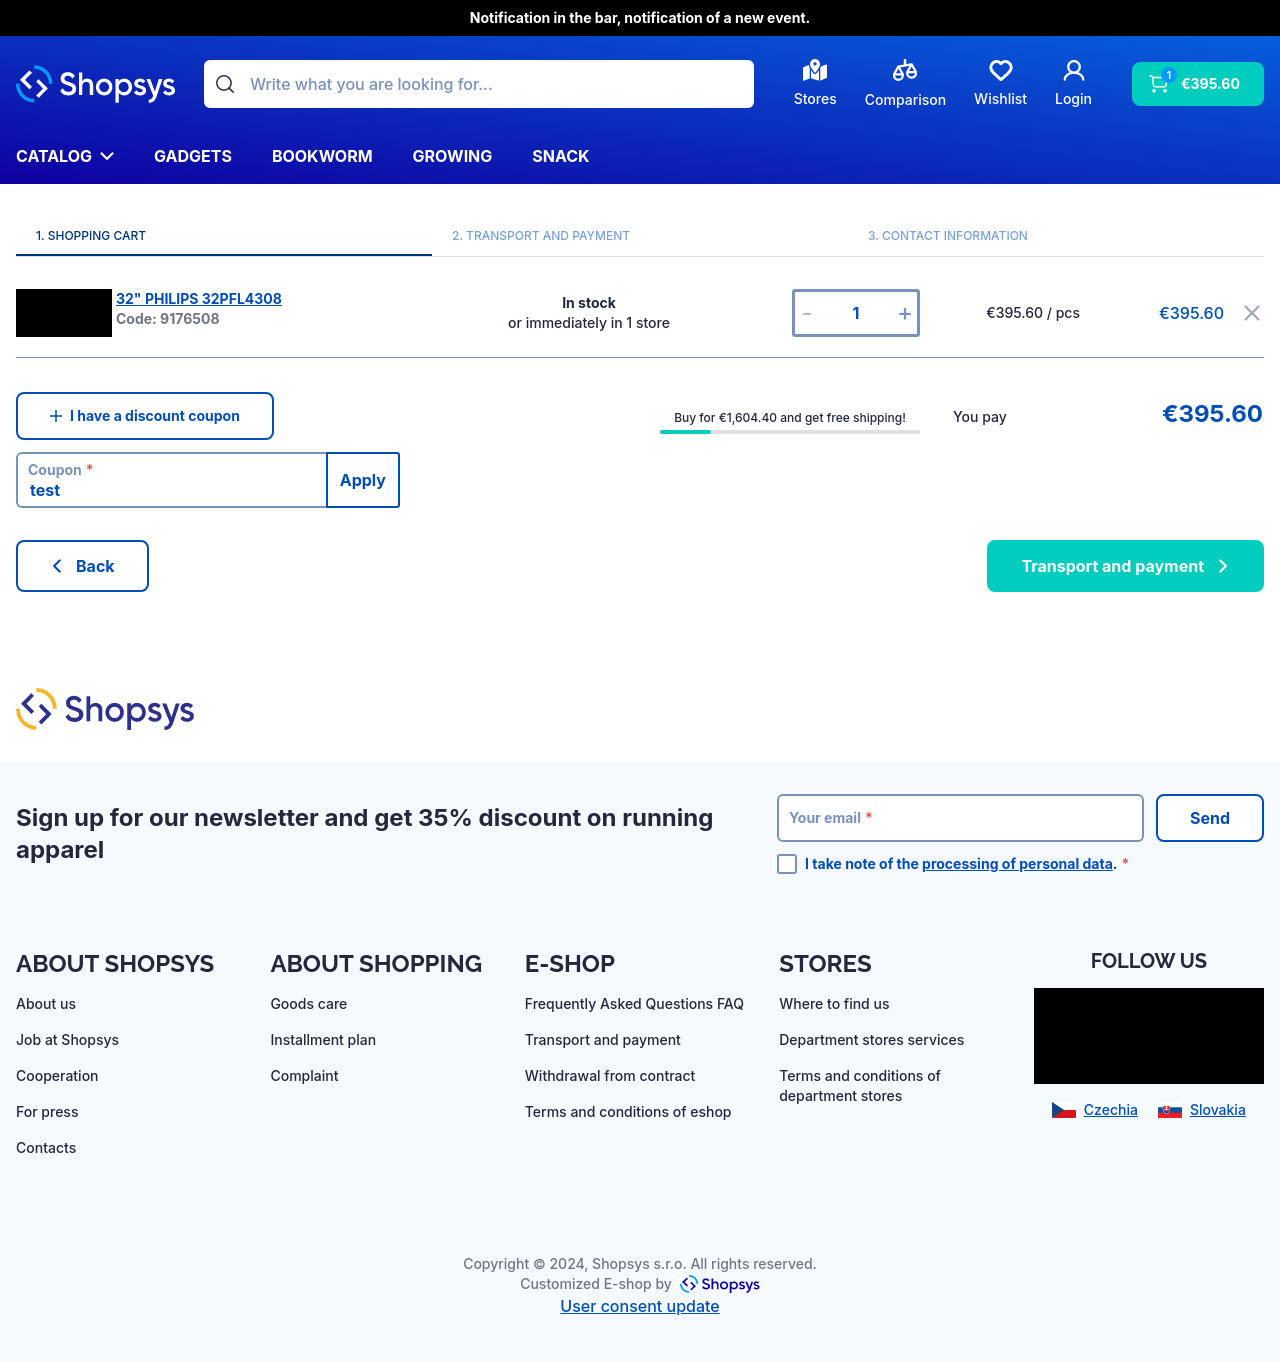 Notification in the bar, notification of a new event.
Shopsys
Write what you are looking for...
Stores
Comparison
Wishlist
Login
1
€395.60
CATALOG
GADGETS
BOOKWORM
GROWING
SNACK
1. SHOPPING CART
2. TRANSPORT AND PAYMENT
3. CONTACT INFORMATION
32" PHILIPS 32PFL4308
Code: 9176508
In stock
or immediately in 1 store
- 1 +
€395.60 / pcs
€395.60
I have a discount coupon
Buy for €1,604.40 and get free shipping!
You pay
€395.60
Coupon *
test
Apply
Back
Transport and payment
Shopsys
Sign up for our newsletter and get 35% discount on running
apparel
Your email *
Send
I take note of the processing of personal data. *
ABOUT SHOPSYS
About us
Job at Shopsys
Cooperation
For press
Contacts
ABOUT SHOPPING
Goods care
Installment plan
Complaint
E-SHOP
Frequently Asked Questions FAQ
Transport and payment
Withdrawal from contract
Terms and conditions of eshop
STORES
Where to find us
Department stores services
Terms and conditions of
department stores
FOLLOW US
Czechia
Slovakia
Copyright © 2024, Shopsys s.r.o. All rights reserved.
Customized E-shop by Shopsys
User consent update